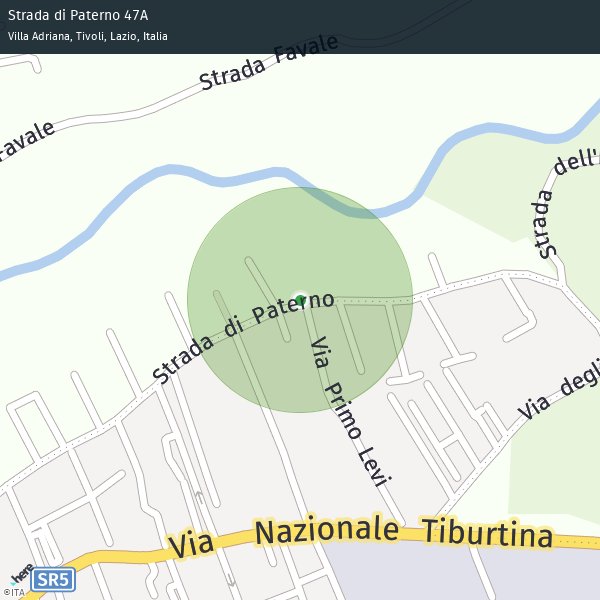 Strada di Paterno 47A
Villa Adriana, Tivoli, Lazio, Italia
Strada Favale
Favale
Strada dell'
Strada di Paterno
Via Primo Levi
Via degli
Via Nazionale Tiburtina
SR5
here
©ITA